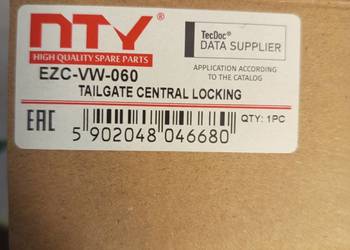 NTY ®
HIGH QUALITY SPARE PARTS
TecDoc®
DATA SUPPLIER
APPLICATION ACCORDING
TO THE CATALOG
EZC-VW-060
TAILGATE CENTRAL LOCKING
EAC
5 902048 046680
QTY: 1PC